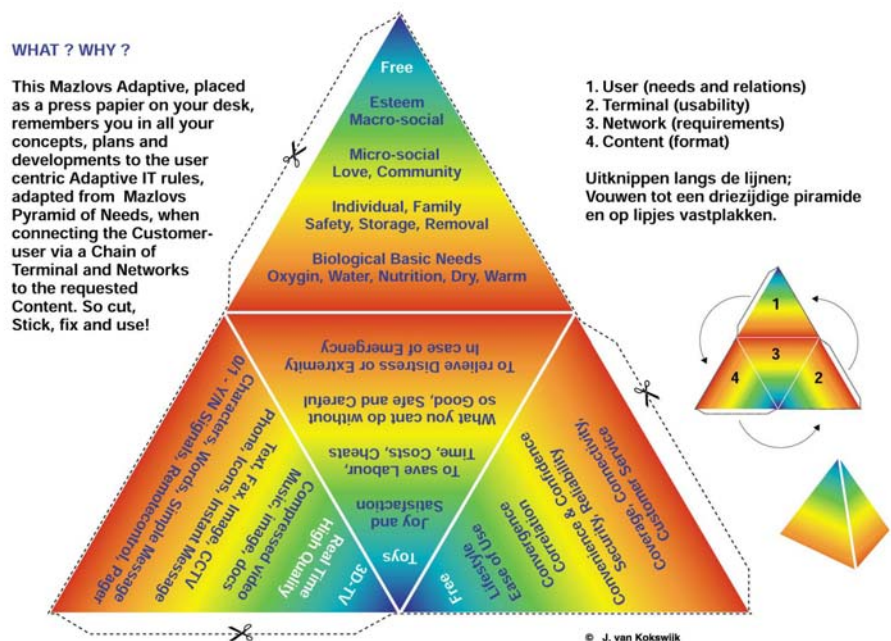 WHAT ? WHY ?
This Mazlovs Adaptive, placed
as a press papier on your desk,
remembers you in all your
concepts, plans and
developments to the user
centric Adaptive IT rules,
adapted from Mazlovs
Pyramid of Needs, when
connecting the Customer-
user via a Chain of
Terminal and Networks
to the requested
Content. So cut,
Stick, fix and use!
Free
Esteem
Macro-social
Micro-social
Love, Community
Individual, Family
Safety, Storage, Removal
Biological Basic Needs
Oxygin, Water, Nutrition, Dry, Warm
To relieve Distress or Extremity
In case of Emergency
What you cant do without
so Good, Safe and Careful
To save Labour,
Time, Costs, Cheats
Joy and
Satisfaction
Toys
0/1 - Y/N Signals, Remotecontrol, Pager
Characters, Words, Simple Message
Phone, Icons, Instant Message
Text, Fax, Image, CCTV
Music, image, docs
Compressed video
High Quality
Real Time
3D-TV
Free
Lifestyle
Ease of Use
Convergence
Correlation
Convenience & Confidence
Security, Reliability
Coverage, Connectivity,
Customer Service
1. User (needs and relations)
2. Terminal (usability)
3. Network (requirements)
4. Content (format)
Uitknippen langs de lijnen;
Vouwen tot een driezijdige piramide
en op lipjes vastplakken.
1
3
4
2
© J. van Kokswijk